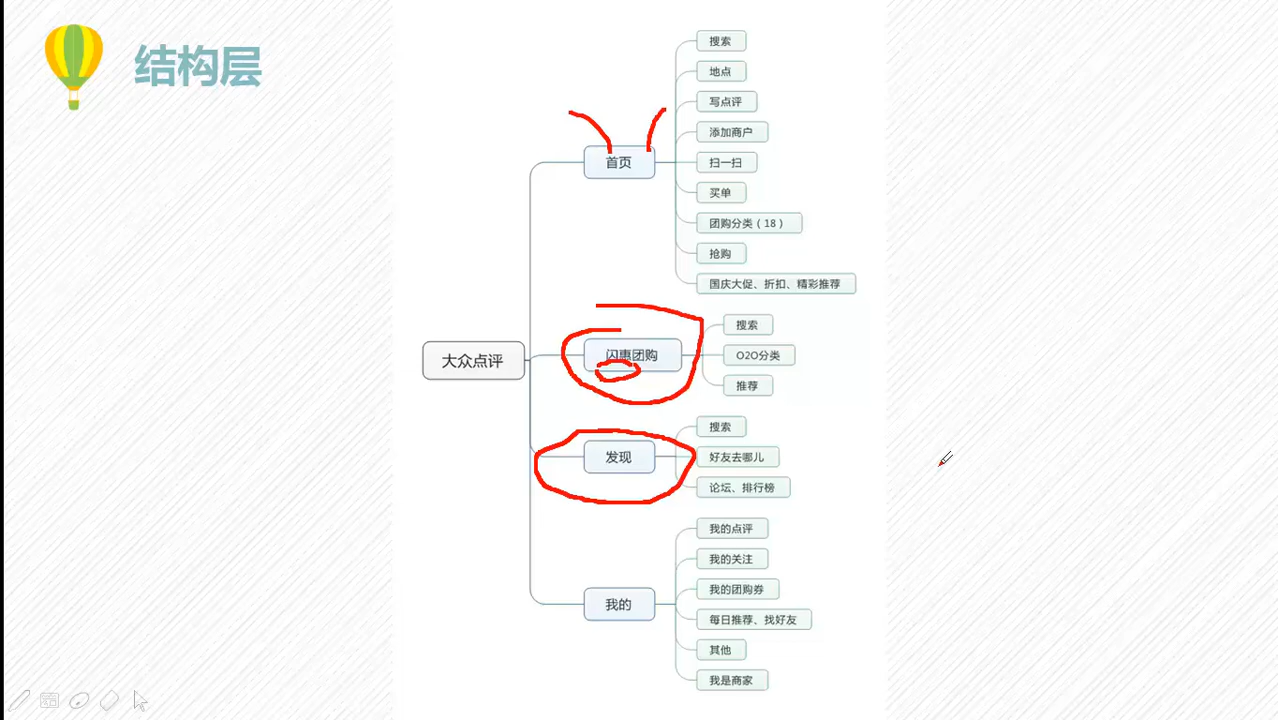 结构层
大众点评
首页
搜索
地点
写点评
添加商户
扫一扫
买单
团购分类（18）
抢购
国庆大促、折扣、精彩推荐
闪惠团购
搜索
O2O分类
推荐
发现
搜索
好友去哪儿
论坛、排行榜
我的
我的点评
我的关注
我的团购券
每日推荐、找好友
其他
我是商家